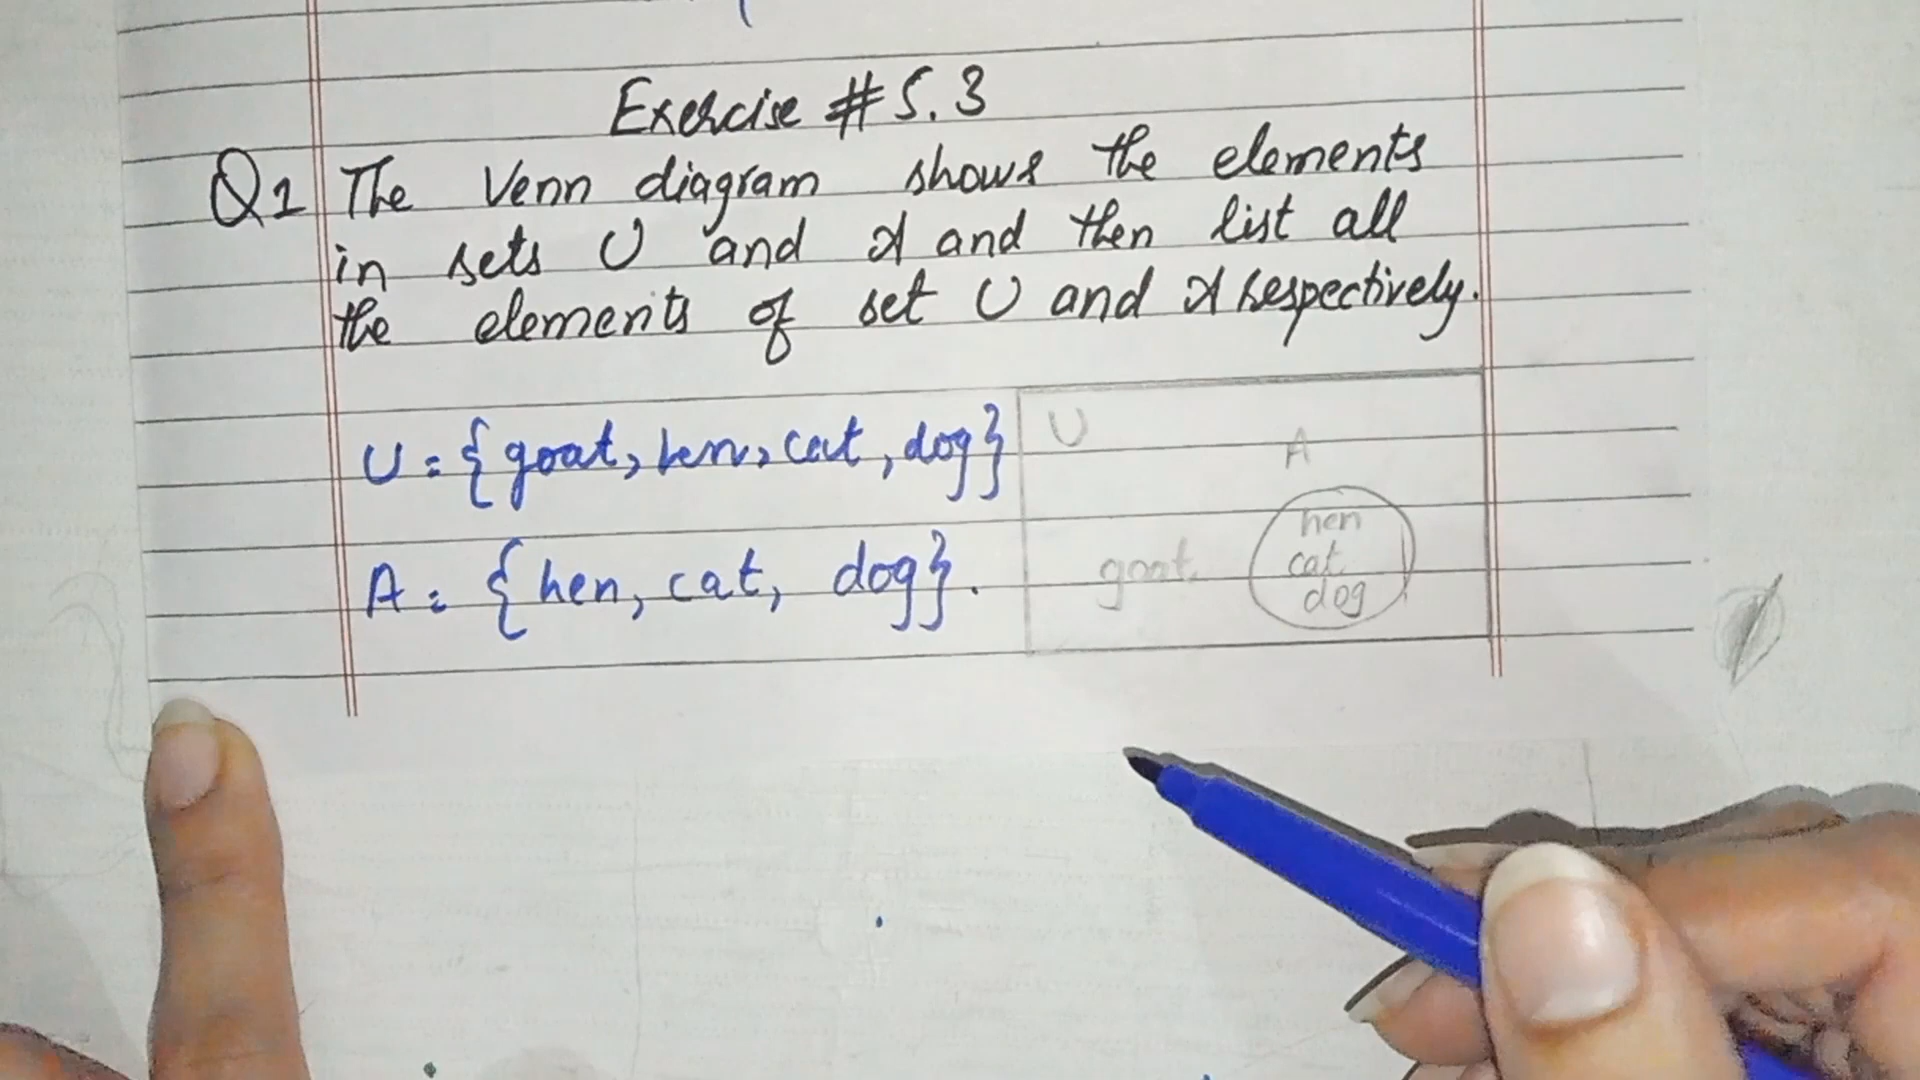 Exercise # 5.3
Q1 The Venn diagram shows the elements
in sets U and A and then list all
the elements of set U and A respectively.
U = { goat, hen, cat, dog}
A = { hen, cat, dog}.
U
A
hen
goat
cat
dog